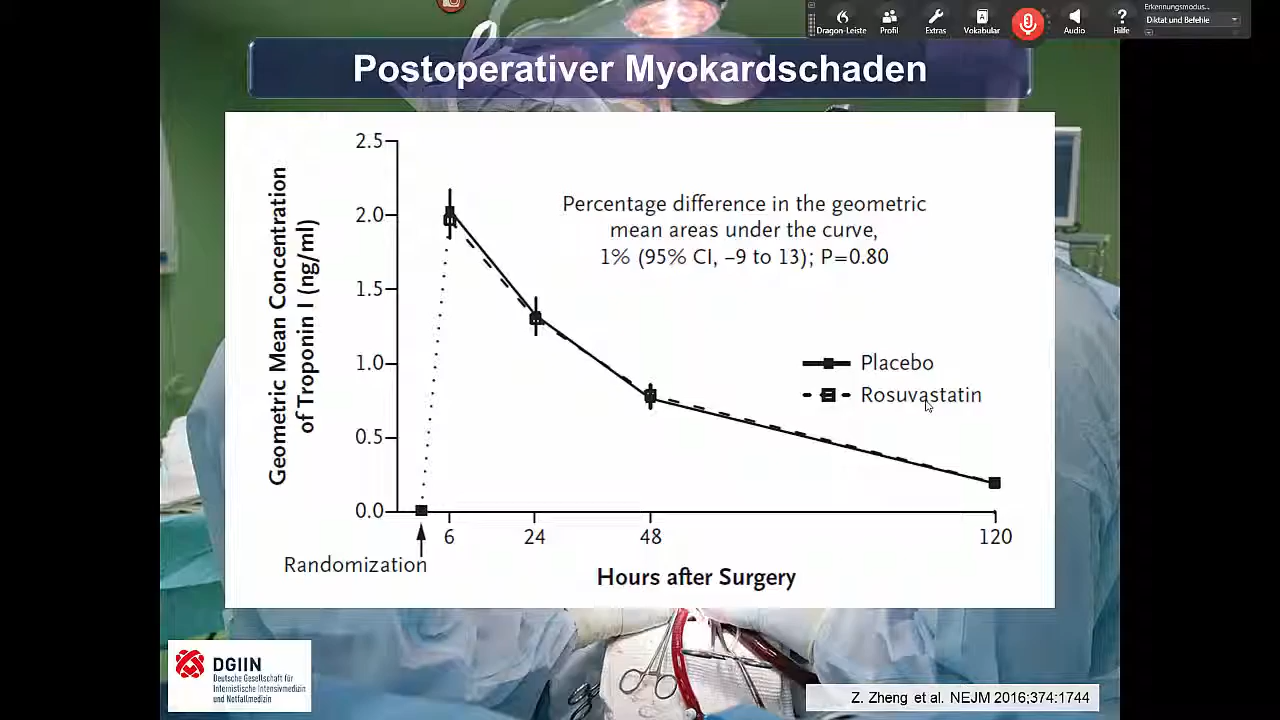 Erkennungsmodus...
Dragon-Leiste
Profil
Extras
Vokabular
Audio
Hilfe
Diktat und Befehle
Postoperativer Myokardschaden
Geometric Mean Concentration
of Troponin I (ng/ml)
2.5
2.0
1.5
1.0
0.5
0.0
Percentage difference in the geometric
mean areas under the curve,
1% (95% CI, –9 to 13); P=0.80
Placebo
Rosuvastatin
6
24
48
120
Randomization
Hours after Surgery
DGIIN
Deutsche Gesellschaft für
Internistische Intensivmedizin
und Notfallmedizin
Z. Zheng et al. NEJM 2016;374:1744